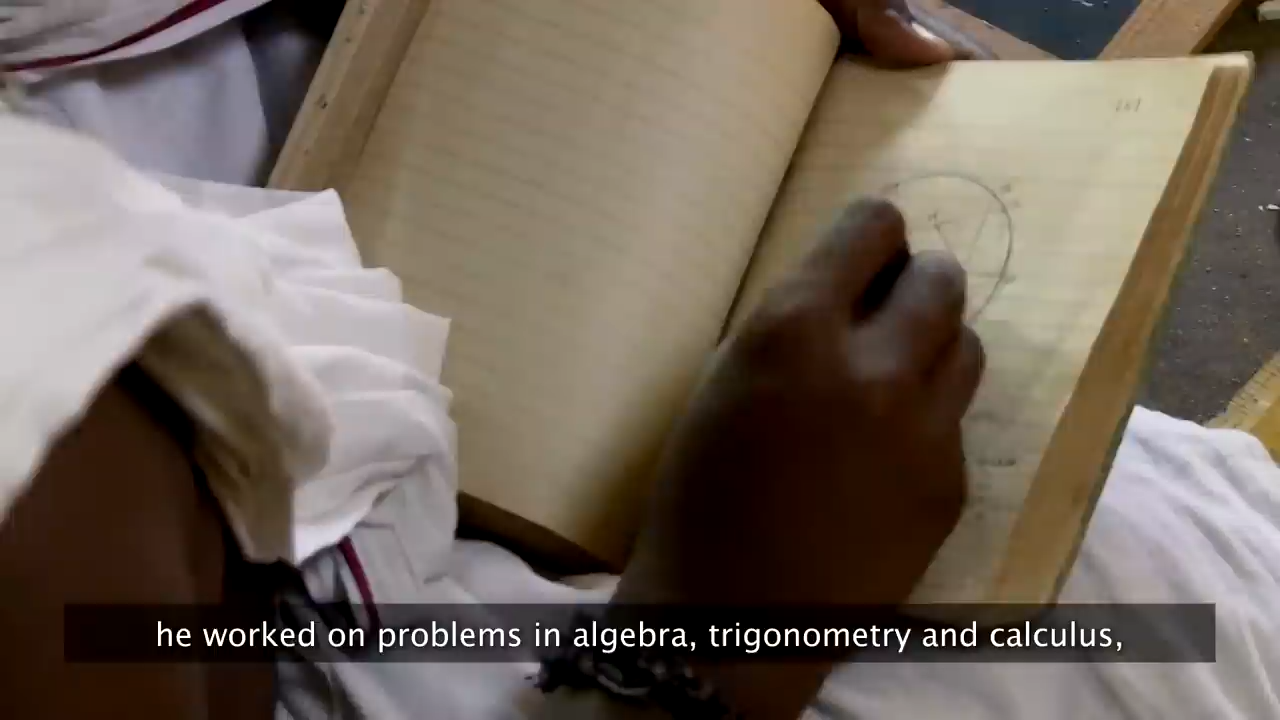 he worked on problems in algebra, trigonometry and calculus,